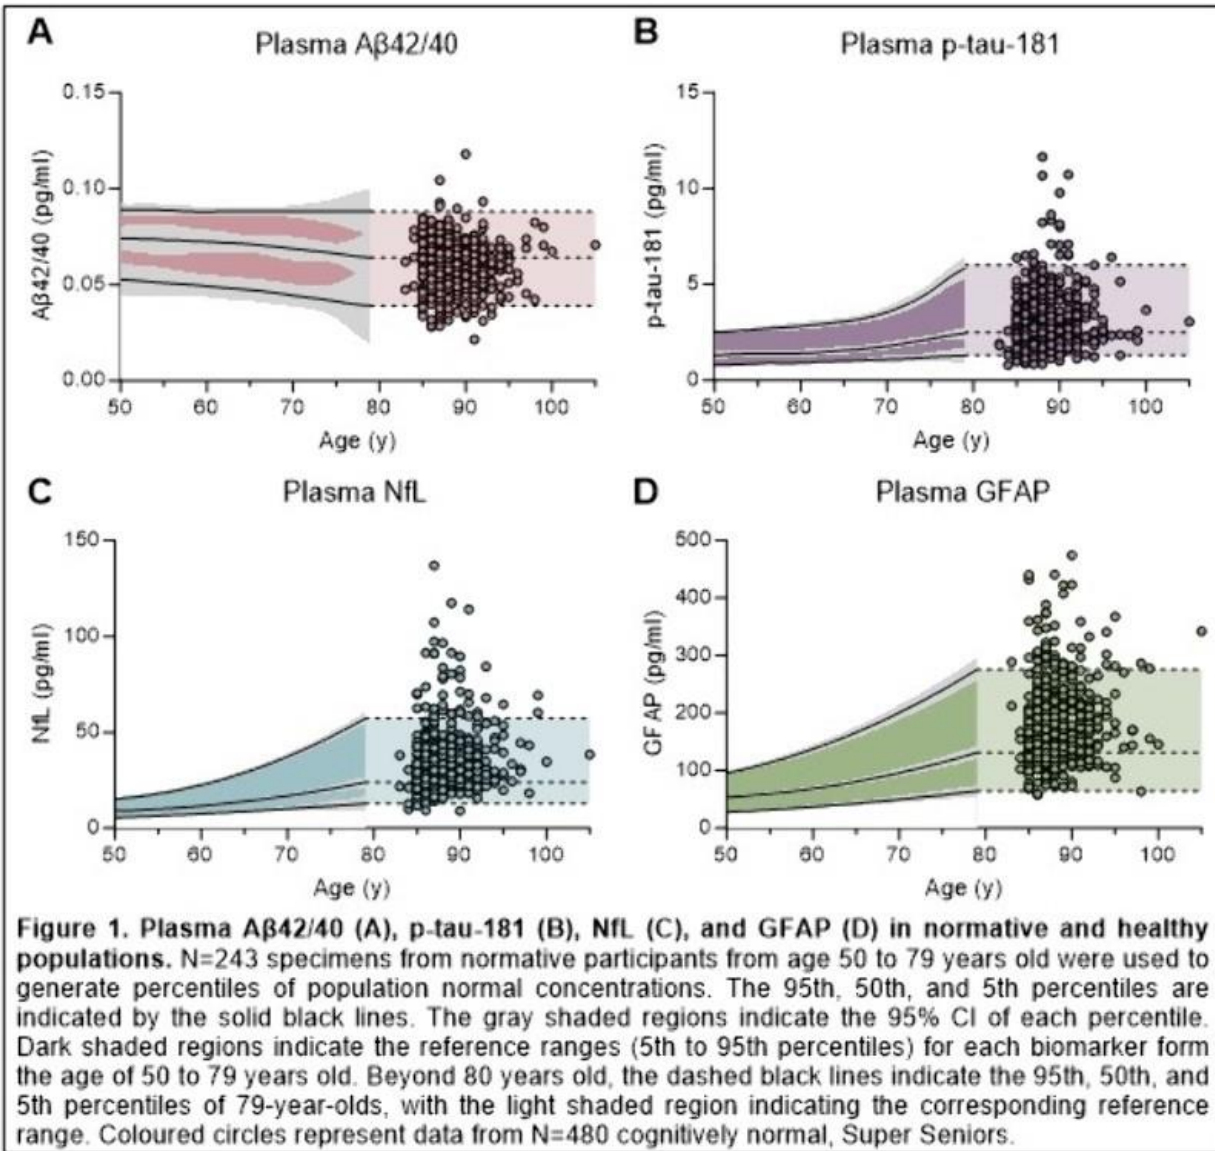 A
Plasma Aβ42/40
Aβ42/40 (pg/ml)
0.15
0.10
0.05
0.00
50 60 70 80 90 100
Age (y)
B
Plasma p-tau-181
p-tau-181 (pg/ml)
15
10
5
0
50 60 70 80 90 100
Age (y)
C
Plasma NfL
NfL (pg/ml)
150
100
50
0
50 60 70 80 90 100
Age (y)
D
Plasma GFAP
GFAP (pg/ml)
500
400
300
200
100
0
50 60 70 80 90 100
Age (y)
Figure 1. Plasma Aβ42/40 (A), p-tau-181 (B), NfL (C), and GFAP (D) in normative and healthy
populations. N=243 specimens from normative participants from age 50 to 79 years old were used to
generate percentiles of population normal concentrations. The 95th, 50th, and 5th percentiles are
indicated by the solid black lines. The gray shaded regions indicate the 95% CI of each percentile.
Dark shaded regions indicate the reference ranges (5th to 95th percentiles) for each biomarker form
the age of 50 to 79 years old. Beyond 80 years old, the dashed black lines indicate the 95th, 50th, and
5th percentiles of 79-year-olds, with the light shaded region indicating the corresponding reference
range. Coloured circles represent data from N=480 cognitively normal, Super Seniors.